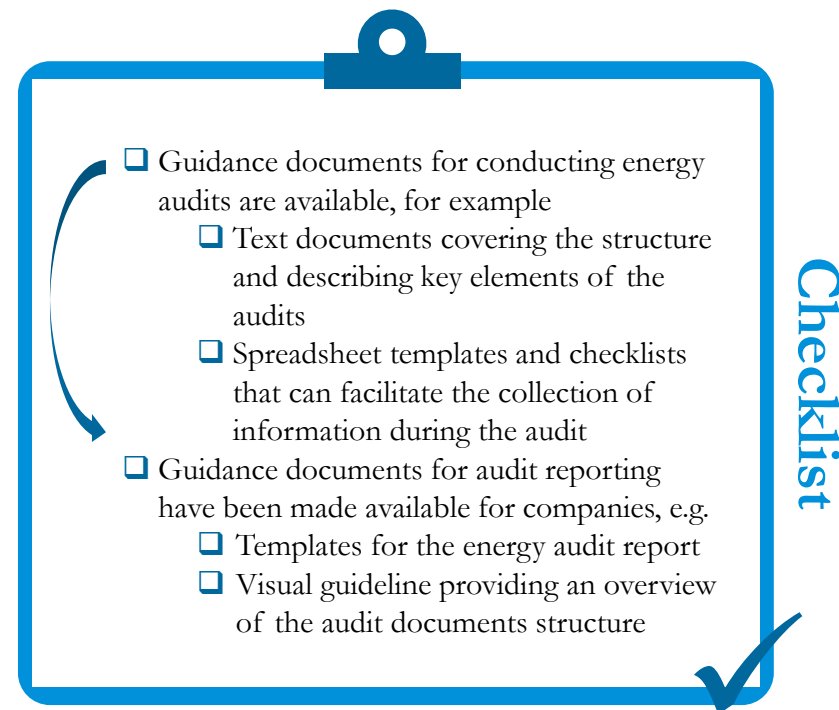 ❑ Guidance documents for conducting energy
audits are available, for example
❑ Text documents covering the structure
and describing key elements of the
audits
❑ Spreadsheet templates and checklists
that can facilitate the collection of
information during the audit
❑ Guidance documents for audit reporting
have been made available for companies, e.g.
❑ Templates for the energy audit report
❑ Visual guideline providing an overview
of the audit documents structure
Checklist